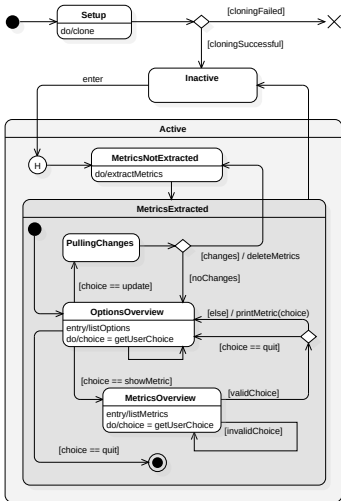 Setup
do/clone
[cloningFailed]
[cloningSuccessful]
Inactive
enter
Active
H
MetricsNotExtracted
do/extractMetrics
MetricsExtracted
PullingChanges
[changes] / deleteMetrics
[noChanges]
[choice == update]
OptionsOverview
entry/listOptions
do/choice = getUserChoice
[else] / printMetric(choice)
[choice == quit]
[choice == showMetric]
MetricsOverview
entry/listMetrics
do/choice = getUserChoice
[validChoice]
[invalidChoice]
[choice == quit]